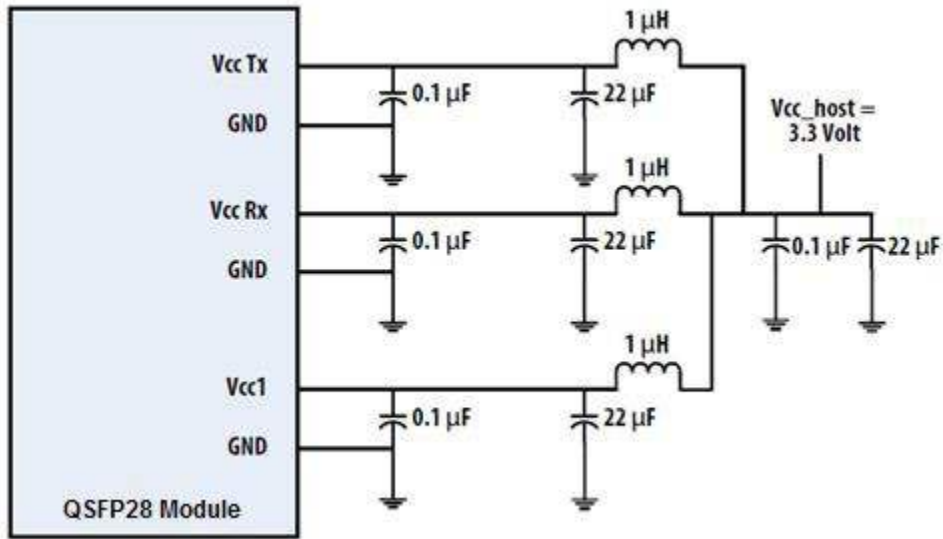 1 μH
Vcc Tx
0.1 μF
22 μF
GND
Vcc_host =
3.3 Volt
1 μH
Vcc Rx
0.1 μF
22 μF
0.1 μF
22 μF
GND
1 μH
Vcc1
0.1 μF
22 μF
GND
QSFP28 Module